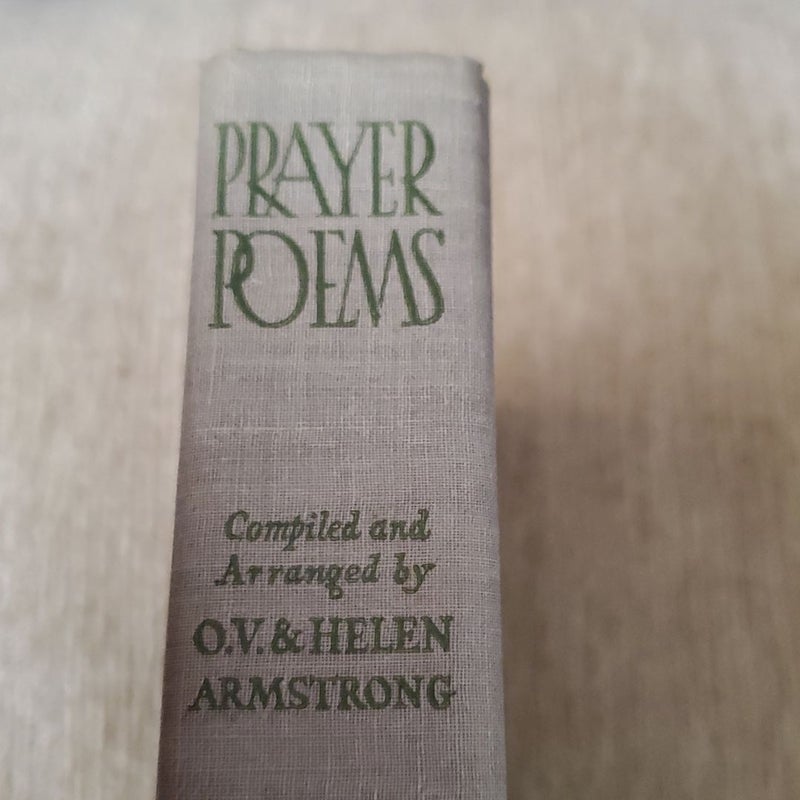 PRAYER
POEMS
Compiled and
Arranged by
O.V. & HELEN
ARMSTRONG